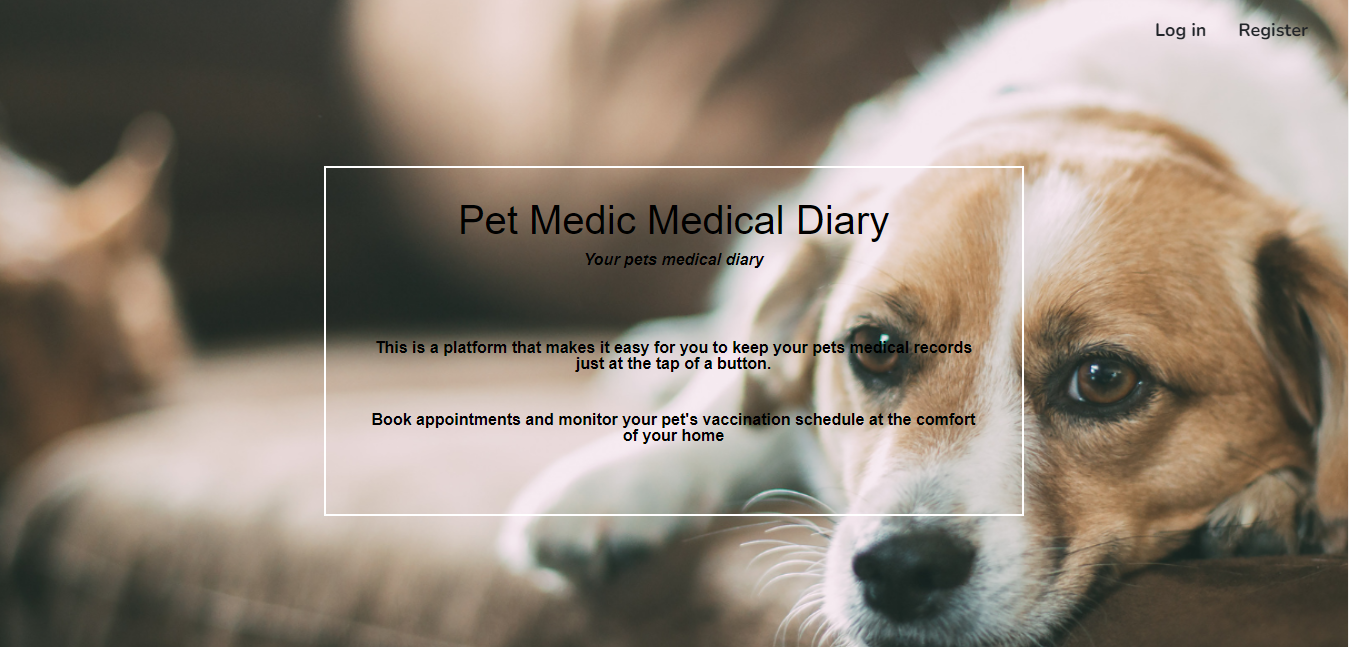 Log in Register
Pet Medic Medical Diary
Your pets medical diary
This is a platform that makes it easy for you to keep your pets medical records
just at the tap of a button.
Book appointments and monitor your pet's vaccination schedule at the comfort
of your home